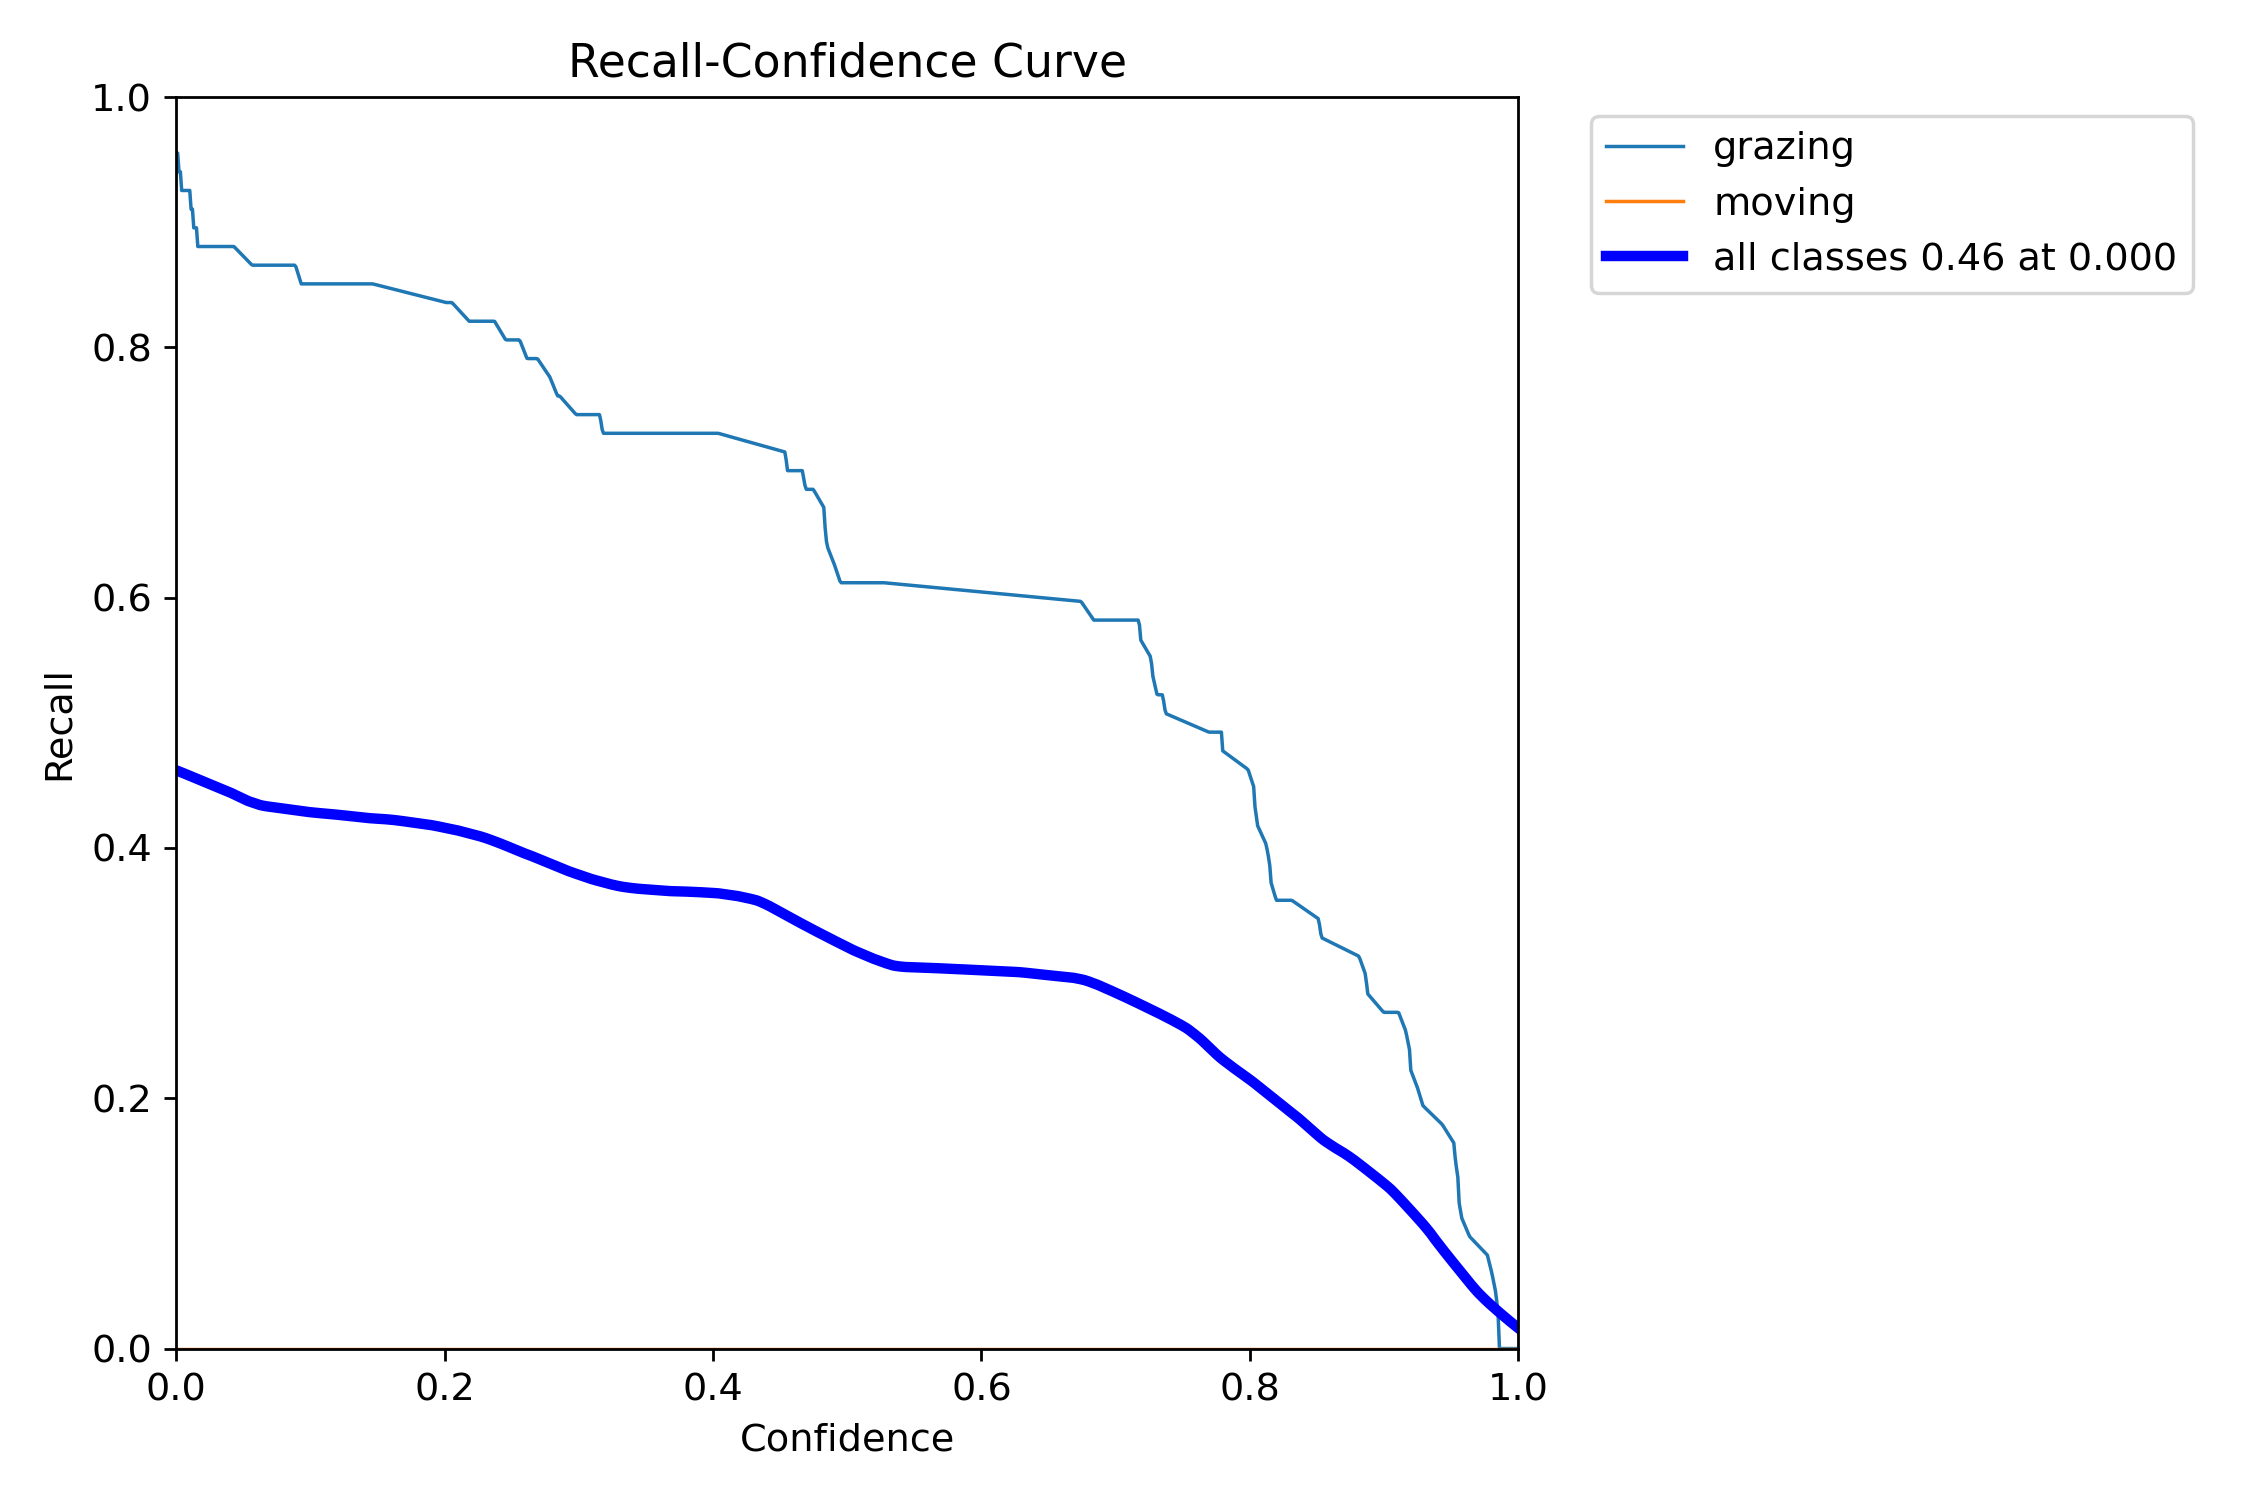 Recall-Confidence Curve
1.0
0.8
0.6
0.4
0.2
0.0
Recall
0.0 0.2 0.4 0.6 0.8 1.0
Confidence
grazing
moving
all classes 0.46 at 0.000